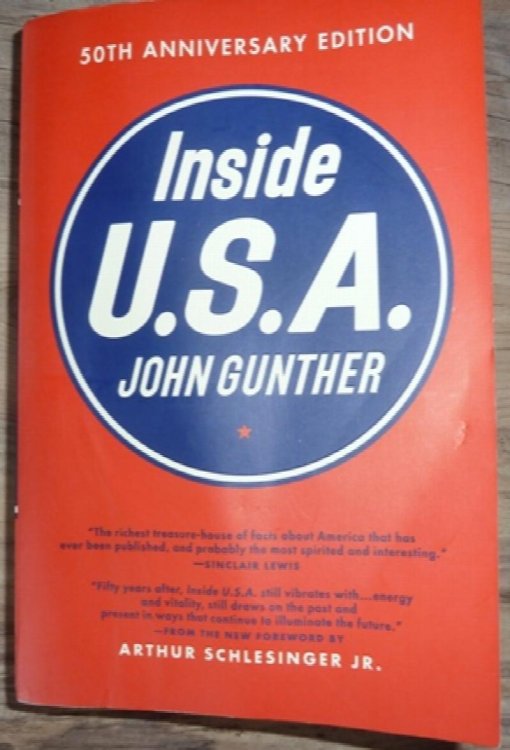 50TH ANNIVERSARY EDITION
Inside
U.S.A.
JOHN GUNTHER
"The richest treasure-house of facts about America that has
ever been published, and probably the most spirited and interesting."
—SINCLAIR LEWIS
"Fifty years after, Inside U.S.A. still vibrates with...energy
and vitality, still draws on the past and
present in ways that continue to illuminate the future."
—FROM THE NEW FOREWORD BY
ARTHUR SCHLESINGER JR.